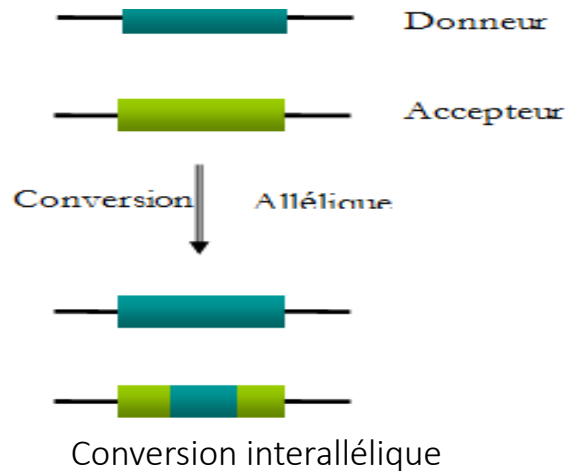 Donneur
Accepteur
Conversion Allélique
Conversion interallélique